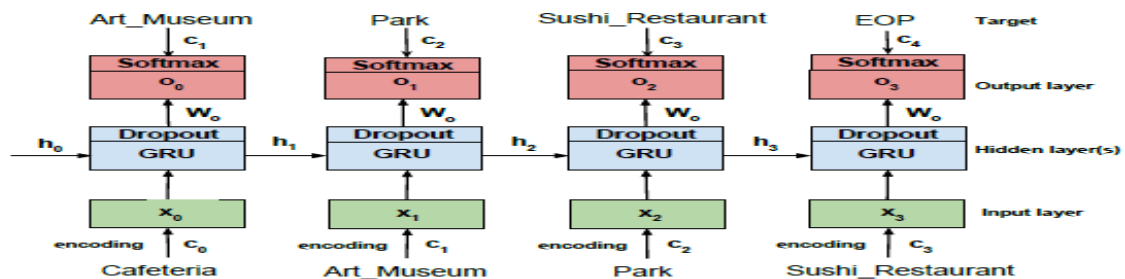 Art_Museum Park Sushi_Restaurant EOP Target
c1 c2 c3 c4
Softmax Softmax Softmax Softmax
o0 o1 o2 o3 Output layer
Wo Wo Wo Wo
h0 Dropout h1 Dropout h2 Dropout h3 Dropout
GRU GRU GRU GRU Hidden layer(s)
x0 x1 x2 x3 Input layer
encoding c0 encoding c1 encoding c2 encoding c3
Cafeteria Art_Museum Park Sushi_Restaurant